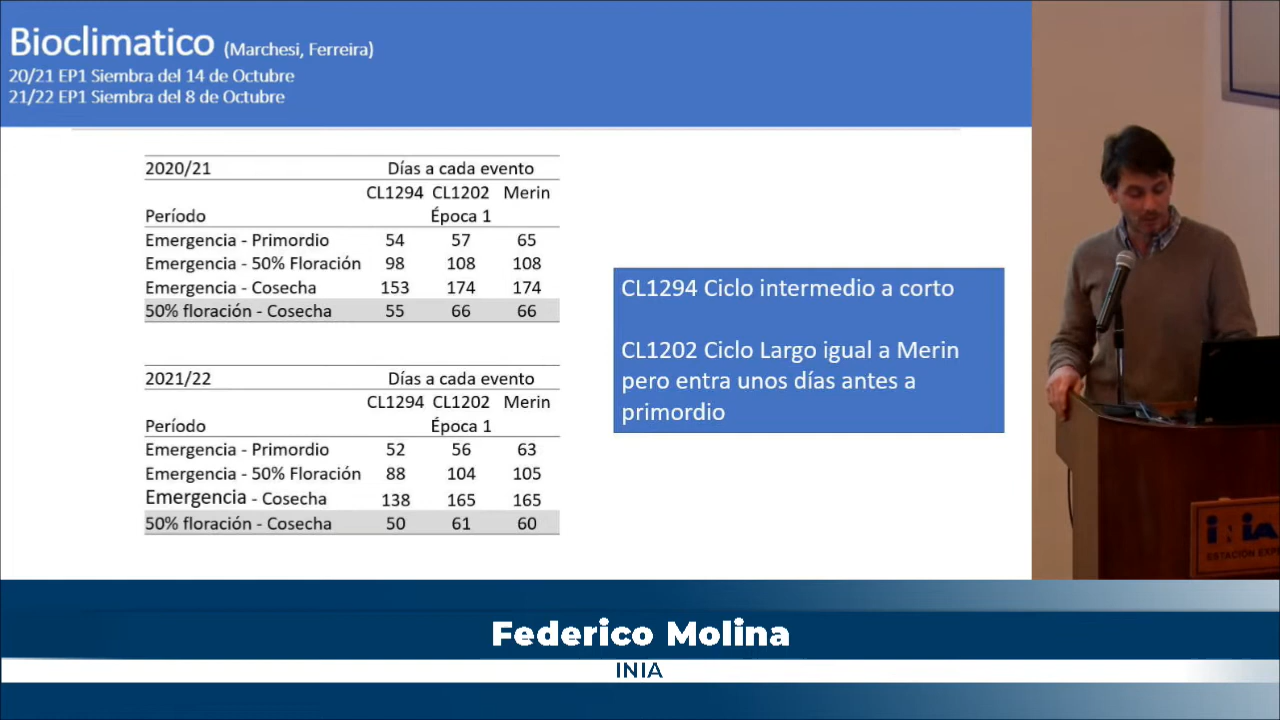 Bioclimatico (Marchesi, Ferreira)
20/21 EP1 Siembra del 14 de Octubre
21/22 EP1 Siembra del 8 de Octubre
2020/21 Días a cada evento
CL1294 CL1202 Merin
Período Época 1
Emergencia - Primordio 54 57 65
Emergencia - 50% Floración 98 108 108
Emergencia - Cosecha 153 174 174
50% floración - Cosecha 55 66 66
2021/22 Días a cada evento
CL1294 CL1202 Merin
Período Época 1
Emergencia - Primordio 52 56 63
Emergencia - 50% Floración 88 104 105
Emergencia - Cosecha 138 165 165
50% floración - Cosecha 50 61 60
CL1294 Ciclo intermedio a corto
CL1202 Ciclo Largo igual a Merin
pero entra unos días antes a
primordio
inia
ESTACIÓN EXP
Federico Molina
INIA